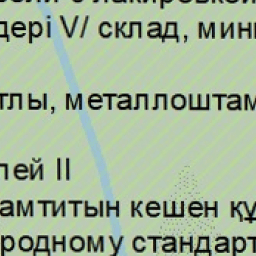 дері V/ склад, мин
тлы, металлоштам
лей II
амтитын кешен құ
родному стандарт